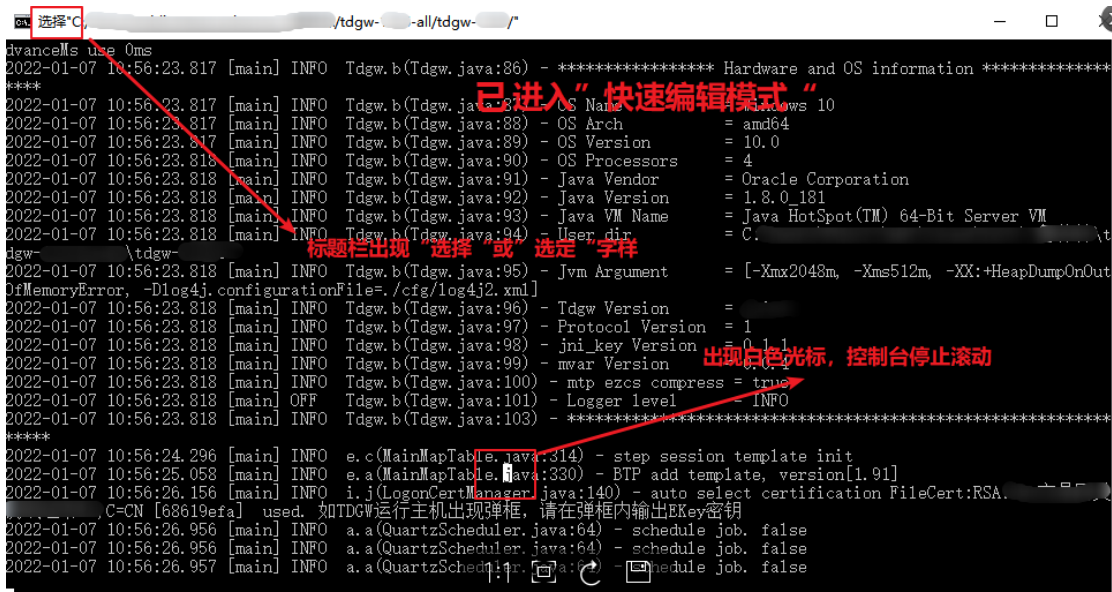 选择"C:/ /tdgw- -all/tdgw- /"
dvanceMs use 0ms
2022-01-07 10:56:23.817 [main] INFO Tdgw.b(Tdgw.java:86) - ***************** Hardware and OS information **************
****
已进入”快速编辑模式“
2022-01-07 10:56:23.817 [main] INFO Tdgw.b(Tdgw.java:87) - OS Name = Windows 10
2022-01-07 10:56:23.817 [main] INFO Tdgw.b(Tdgw.java:88) - OS Arch = amd64
2022-01-07 10:56:23.817 [main] INFO Tdgw.b(Tdgw.java:89) - OS Version = 10.0
2022-01-07 10:56:23.818 [main] INFO Tdgw.b(Tdgw.java:90) - OS Processors = 4
2022-01-07 10:56:23.818 [main] INFO Tdgw.b(Tdgw.java:91) - Java Vendor = Oracle Corporation
2022-01-07 10:56:23.818 [main] INFO Tdgw.b(Tdgw.java:92) - Java Version = 1.8.0_181
2022-01-07 10:56:23.818 [main] INFO Tdgw.b(Tdgw.java:93) - Java VM Name = Java HotSpot(TM) 64-Bit Server VM
2022-01-07 10:56:23.818 [main] INFO Tdgw.b(Tdgw.java:94) - User dir = C: \t
dgw- \tdgw-
标题栏出现“选择“或”选定“字样
2022-01-07 10:56:23.818 [main] INFO Tdgw.b(Tdgw.java:95) - Jvm Argument = [-Xmx2048m, -Xms512m, -XX:+HeapDumpOnOut
OfMemoryError, -Dlog4j.configurationFile=./cfg/log4j2.xml]
2022-01-07 10:56:23.818 [main] INFO Tdgw.b(Tdgw.java:96) - Tdgw Version =
2022-01-07 10:56:23.818 [main] INFO Tdgw.b(Tdgw.java:97) - Protocol Version = 1
2022-01-07 10:56:23.818 [main] INFO Tdgw.b(Tdgw.java:98) - jni_key Version = 0.1.1
2022-01-07 10:56:23.818 [main] INFO Tdgw.b(Tdgw.java:99) - mvar Version = 0.0.4
出现白色光标，控制台停止滚动
2022-01-07 10:56:23.818 [main] INFO Tdgw.b(Tdgw.java:100) - mtp ezcs compress = true
2022-01-07 10:56:23.818 [main] OFF Tdgw.b(Tdgw.java:101) - Logger level = INFO
2022-01-07 10:56:23.818 [main] INFO Tdgw.b(Tdgw.java:103) - ***********************************************************
*****
2022-01-07 10:56:24.296 [main] INFO e.c(MainMapTable.java:314) - step session template init
2022-01-07 10:56:25.058 [main] INFO e.a(MainMapTable.java:330) - BTP add template, version[1.91]
2022-01-07 10:56:26.156 [main] INFO i.j(LogonCertManager.java:140) - auto select certification FileCert:RSA.
,C=CN [68619efa] used. 如TDGW运行主机出现弹框，请在弹框内输出EKey密钥
2022-01-07 10:56:26.956 [main] INFO a.a(QuartzScheduler.java:64) - schedule job. false
2022-01-07 10:56:26.956 [main] INFO a.a(QuartzScheduler.java:64) - schedule job. false
2022-01-07 10:56:26.957 [main] INFO a.a(QuartzScheduler.java:64) - schedule job. false
1:1